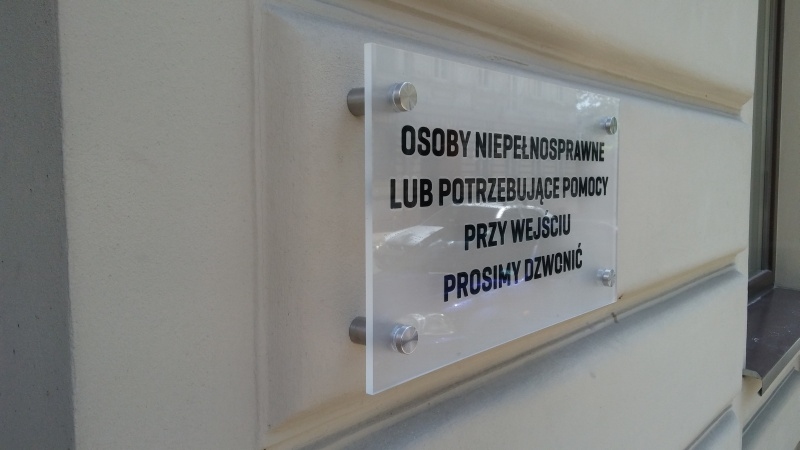 OSOBY NIEPEŁNOSPRAWNE
LUB POTRZEBUJĄCE POMOCY
PRZY WEJŚCIU
PROSIMY DZWONIĆ